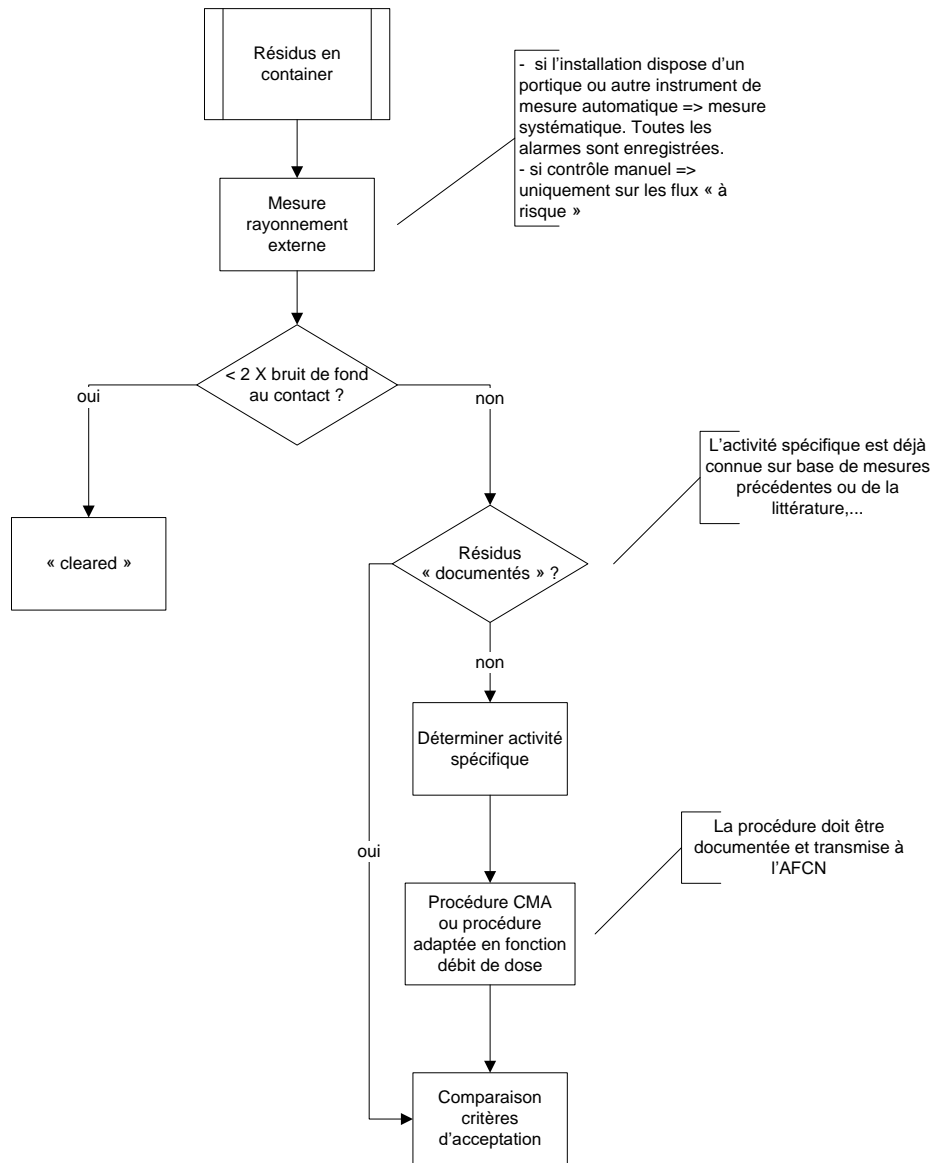 Résidus en
container
- si l'installation dispose d'un
portique ou autre instrument de
mesure automatique => mesure
systématique. Toutes les
alarmes sont enregistrées.
- si contrôle manuel =>
uniquement sur les flux « à
risque »
Mesure
rayonnement
externe
< 2 X bruit de fond
au contact ?
oui
non
L'activité spécifique est déjà
connue sur base de mesures
précédentes ou de la
littérature,...
« cleared »
Résidus
« documentés » ?
non
Déterminer activité
spécifique
La procédure doit être
documentée et transmise à
l'AFCN
oui
Procédure CMA
ou procédure
adaptée en fonction
débit de dose
Comparaison
critères
d'acceptation